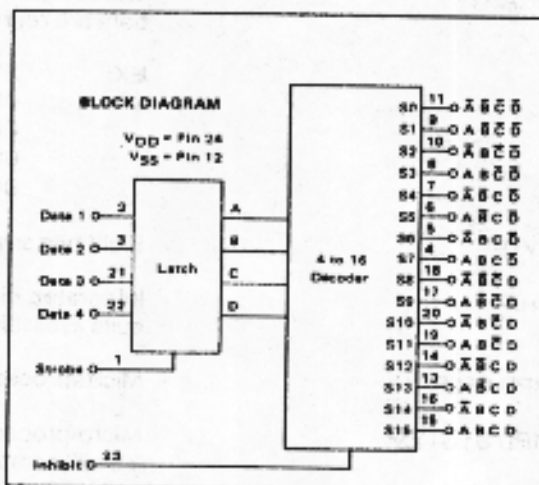 BLOCK DIAGRAM
VDD = Pin 24
VSS = Pin 12
Data 1 2
Data 2 3
Data 3 21
Data 4 22
Strobe 1
Inhibit 23
Latch
A
B
C
D
4 to 16
Decoder
S0 11 A̅ B̅ C̅ D̅
S1 9 A B̅ C̅ D̅
S2 10 A̅ B C̅ D̅
S3 8 A B C̅ D̅
S4 7 A̅ B̅ C D̅
S5 6 A B̅ C D̅
S6 5 A̅ B C D̅
S7 4 A B C D̅
S8 18 A̅ B̅ C̅ D
S9 17 A B̅ C̅ D
S10 20 A̅ B C̅ D
S11 19 A B C̅ D
S12 14 A̅ B̅ C D
S13 13 A B̅ C D
S14 16 A̅ B C D
S15 15 A B C D